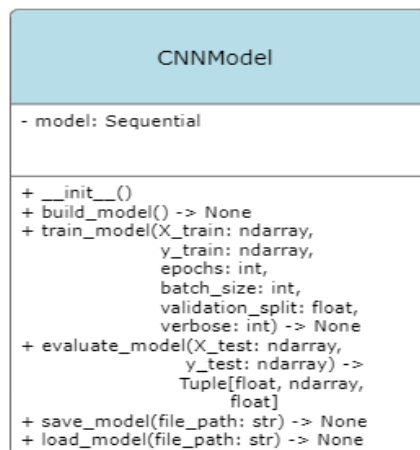 CNNModel
- model: Sequential
+ __init__()
+ build_model() -> None
+ train_model(X_train: ndarray,
y_train: ndarray,
epochs: int,
batch_size: int,
validation_split: float,
verbose: int) -> None
+ evaluate_model(X_test: ndarray,
y_test: ndarray) ->
Tuple[float, ndarray,
float]
+ save_model(file_path: str) -> None
+ load_model(file_path: str) -> None